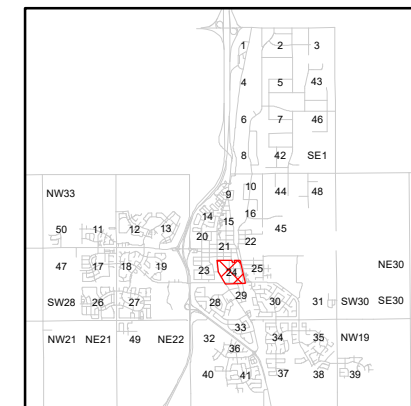 1 2 3
4 5 43
6 7 46
8 42 SE1
NW33 9 10 44 48
14 15 16
50 11 12 13 20 45
21 22
47 17 18 19 23 24 25 NE30
SW28 26 27 28 29 30 31 SW30 SE30
33
NW21 NE21 49 NE22 32 34 35 NW19
36
40 41 37 38 39